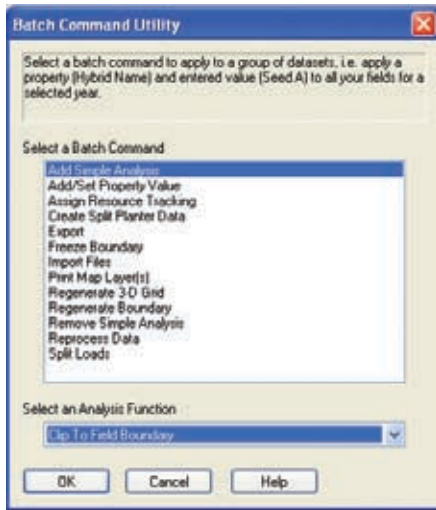 Batch Command Utility
Select a batch command to apply to a group of datasets, i.e. apply a
property (Hybrid Name) and entered value (Seed A) to all your fields for a
selected year.
Select a Batch Command
Add Simple Analysis
Add/Set Property Value
Assign Resource Tracking
Create Split Planter Data
Export
Freeze Boundary
Import Files
Print Map Layer(s)
Regenerate 3-D Grid
Regenerate Boundary
Remove Simple Analysis
Reprocess Data
Split Loads
Select an Analysis Function
Clip To Field Boundary
OK
Cancel
Help